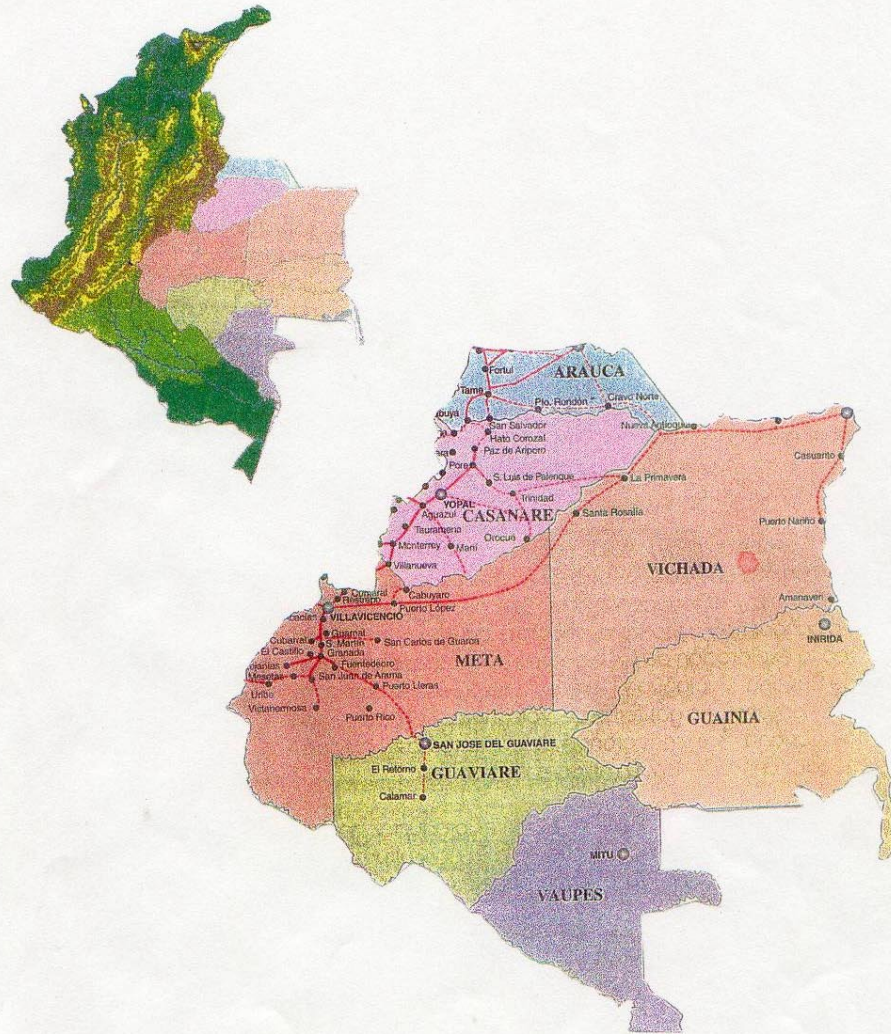 ARAUCA
Fortul
Tame
Pto. Rondón
Cravo Norte
San Salvador
Nueva Antioquia
Hato Corozal
Paz de Ariporo
Pore
Casuarito
S. Luis de Palenque
La Primavera
Trinidad
YOPAL
Aguazul
CASANARE
Santa Rosalia
Puerto Nariño
Tauramena
Orocue
Monterrey
Maní
Villanueva
VICHADA
Cumaral
Cabuyaro
Restrepo
Amanaven
Puerto López
VILLAVICENCIO
Guamal
INIRIDA
Cubarral
S. Martín
San Carlos de Guaroa
El Castillo
Granada
META
Fuentedeoro
Mesetas
San Juan de Arama
Puerto Lleras
Uribe
Vistahermosa
Puerto Rico
GUAINIA
SAN JOSE DEL GUAVIARE
El Retorno
GUAVIARE
Calamar
MITU
VAUPES